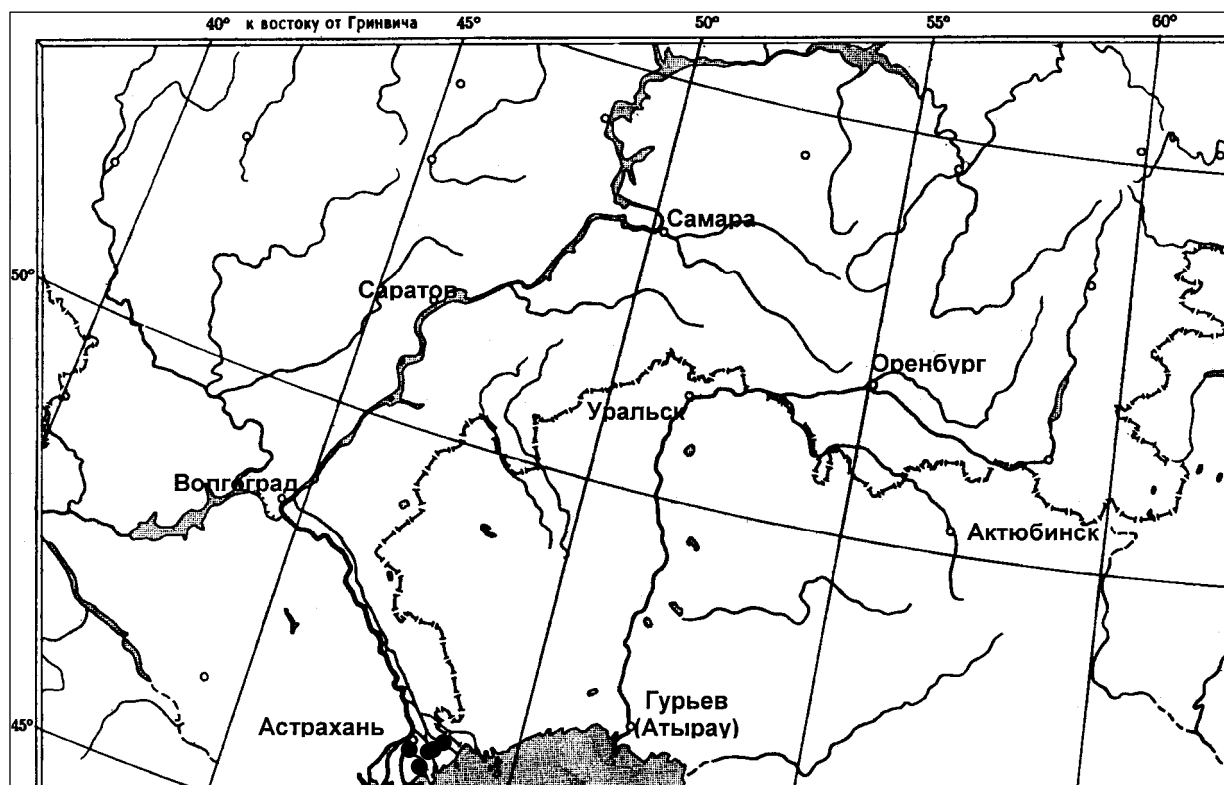 40° к востоку от Гринвича 45° 50° 55° 60°
Самара
50°
Саратов
Оренбург
Уральск
Волгоград
Актюбинск
Гурьев
(Атырау)
45°
Астрахань